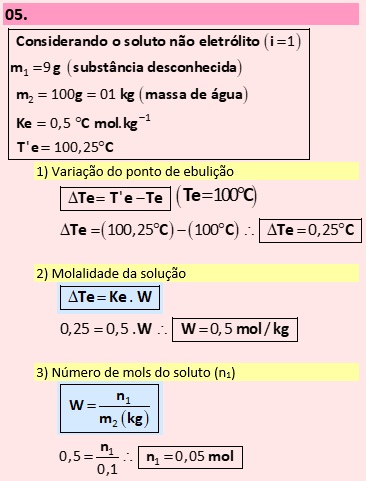 05.
Considerando o soluto não eletrólito (i=1)
m₁=9g (substância desconhecida)
m₂ = 100g = 01 kg (massa de água)
Ke = 0,5 °C mol.kg⁻¹
T'e = 100,25°C
1) Variação do ponto de ebulição
ΔTe = T'e – Te (Te=100°C)
ΔTe = (100,25°C) – (100°C) ∴ ΔTe = 0,25°C
2) Molalidade da solução
ΔTe = Ke . W
0,25 = 0,5 . W ∴ W = 0,5 mol/kg
3) Número de mols do soluto (n₁)
W = n₁ / m₂(kg)
0,5 = n₁ / 0,1 ∴ n₁ = 0,05 mol